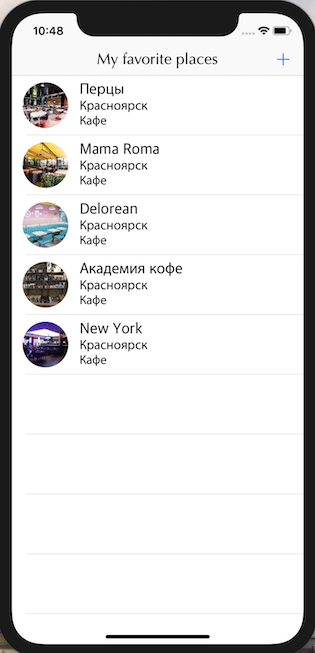 10:48
My favorite places
+
Перцы
Красноярск
Кафе
Mama Roma
Красноярск
Кафе
Delorean
Красноярск
Кафе
Академия кофе
Красноярск
Кафе
New York
Красноярск
Кафе